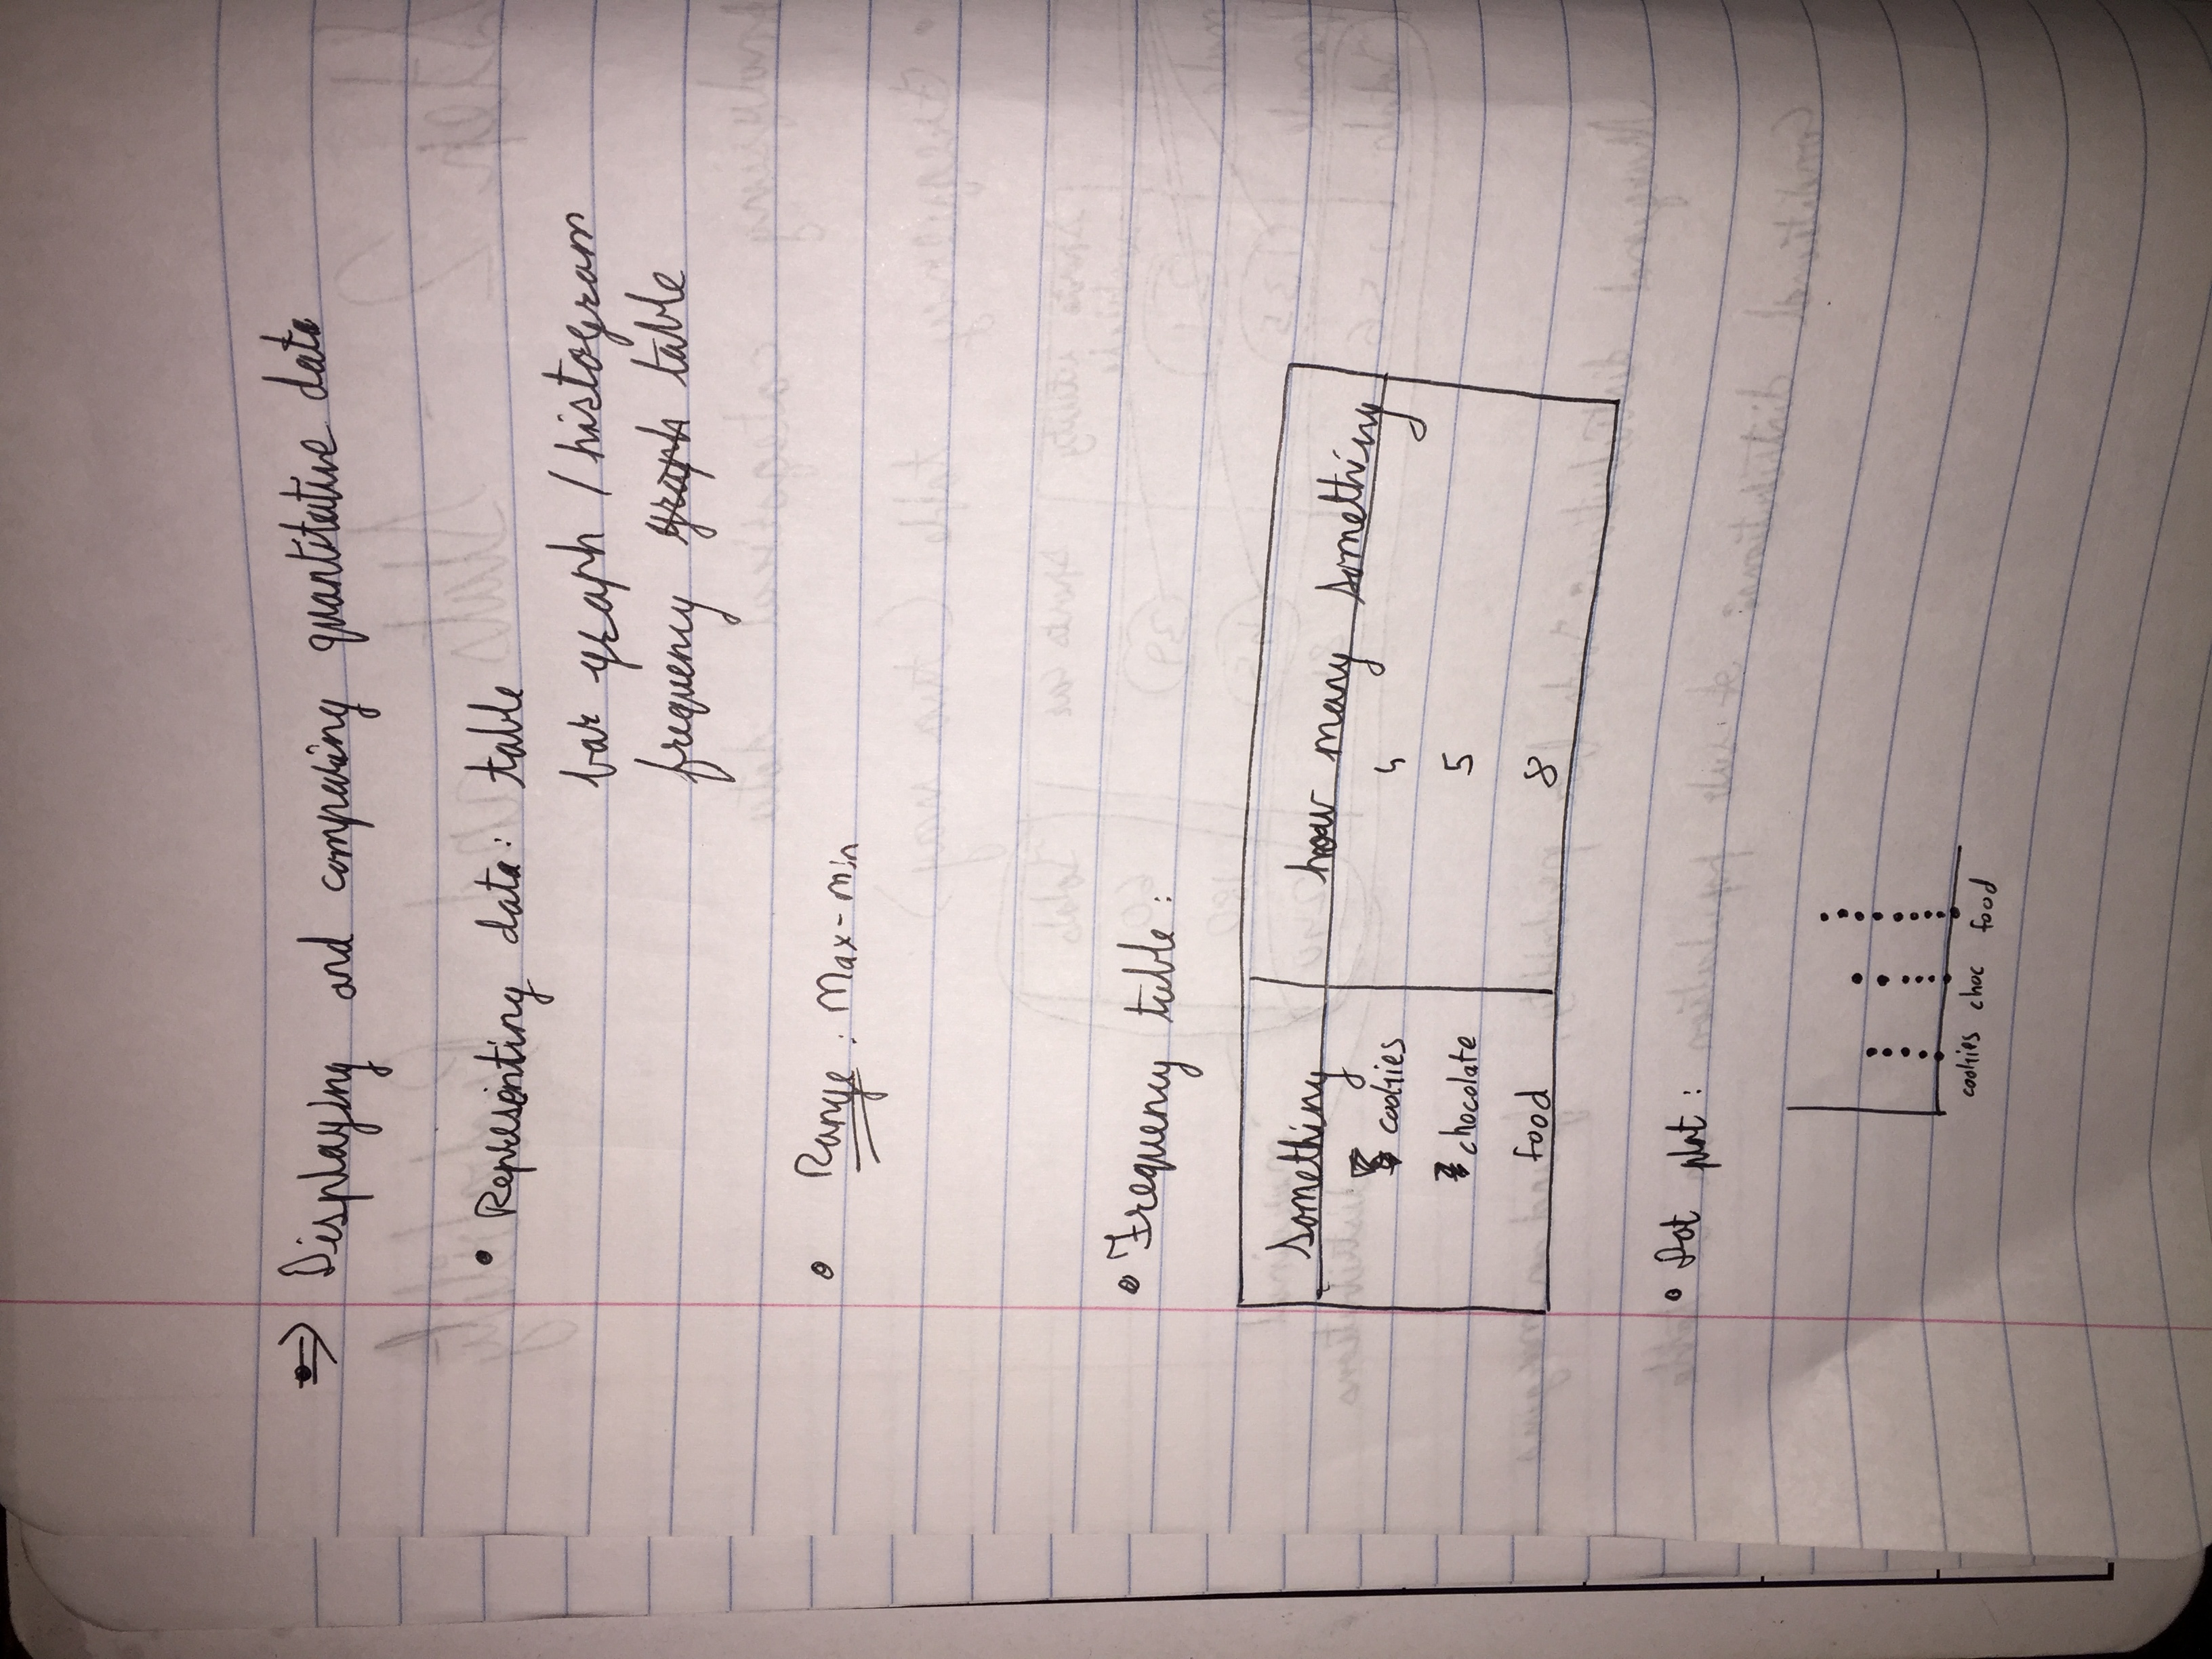 ⇒ Displaying and comparing quantitative data
• Representing data: table
bar graph / histogram
frequency graph table
• Range: Max-min
• Frequency table:
something how many something
cookies 4
chocolate 5
food 8
• Dot plot:
cookies choc food